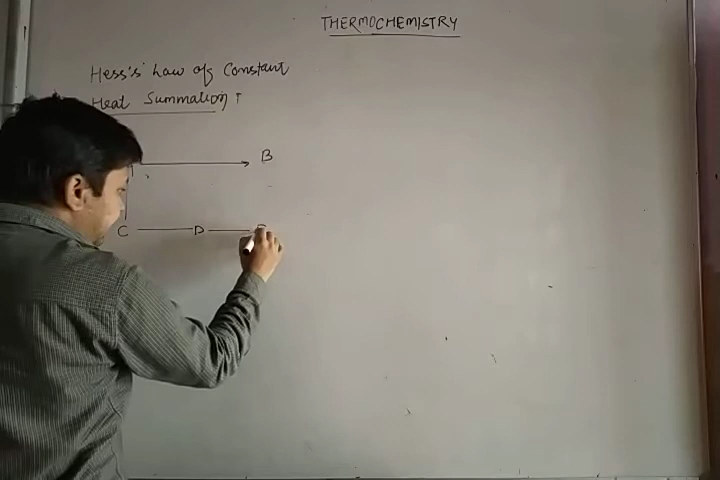 THERMOCHEMISTRY
Hess's' Law of Constant
Heat Summation
B
C D